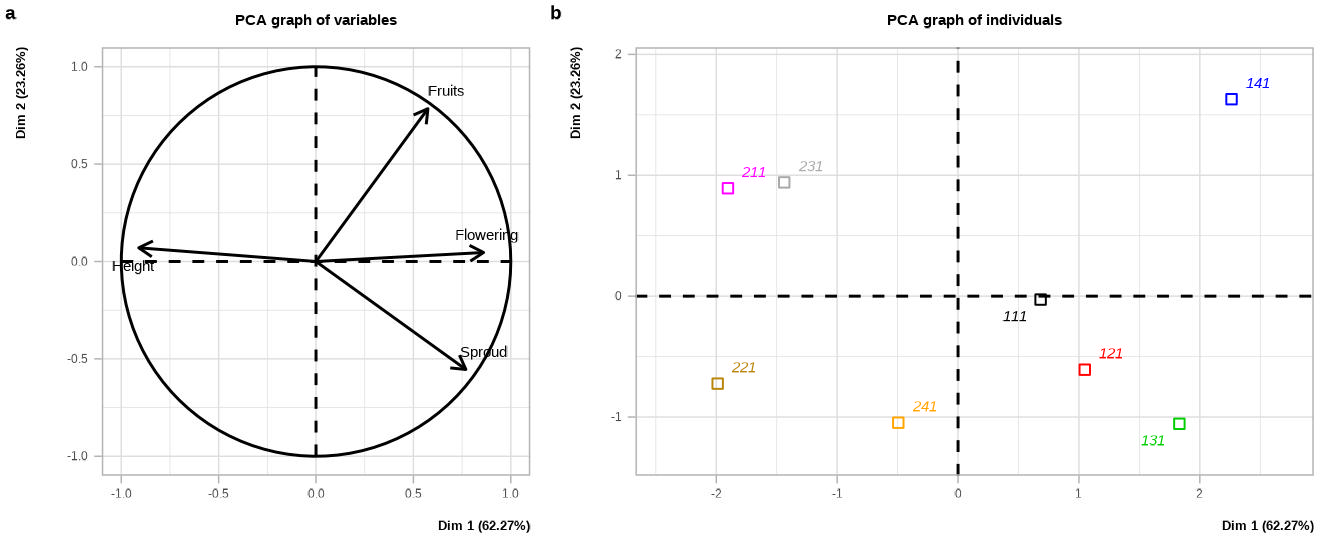 a
PCA graph of variables
Dim 2 (23.26%)
1.0
0.5
0.0
-0.5
-1.0
Fruits
Flowering
Height
Sproud
-1.0 -0.5 0.0 0.5 1.0
Dim 1 (62.27%)
b
PCA graph of individuals
Dim 2 (23.26%)
2
1
0
-1
141
211
231
111
121
221
241
131
-2 -1 0 1 2
Dim 1 (62.27%)